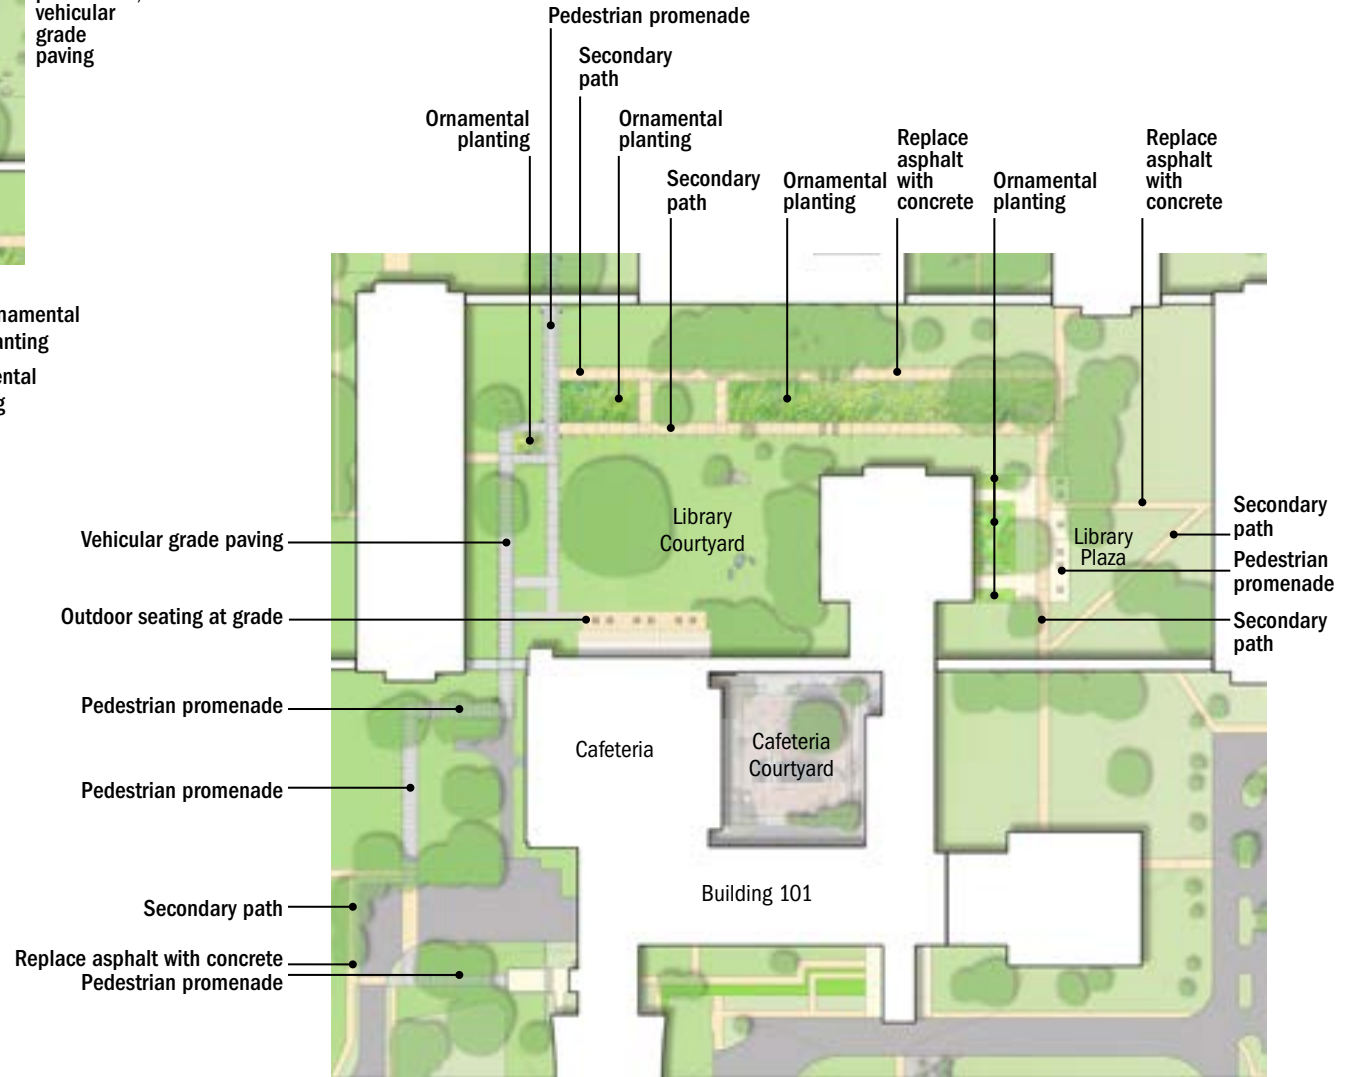 vehicular
grade
paving
Pedestrian promenade
Secondary
path
Ornamental
planting
Ornamental
planting
Secondary
path
Ornamental
planting
Replace
asphalt
with
concrete
Ornamental
planting
Replace
asphalt
with
concrete
namental
anting
ental
g
Library
Courtyard
Library
Plaza
Secondary
path
Pedestrian
promenade
Secondary
path
Vehicular grade paving
Outdoor seating at grade
Pedestrian promenade
Cafeteria
Cafeteria
Courtyard
Pedestrian promenade
Building 101
Secondary path
Replace asphalt with concrete
Pedestrian promenade